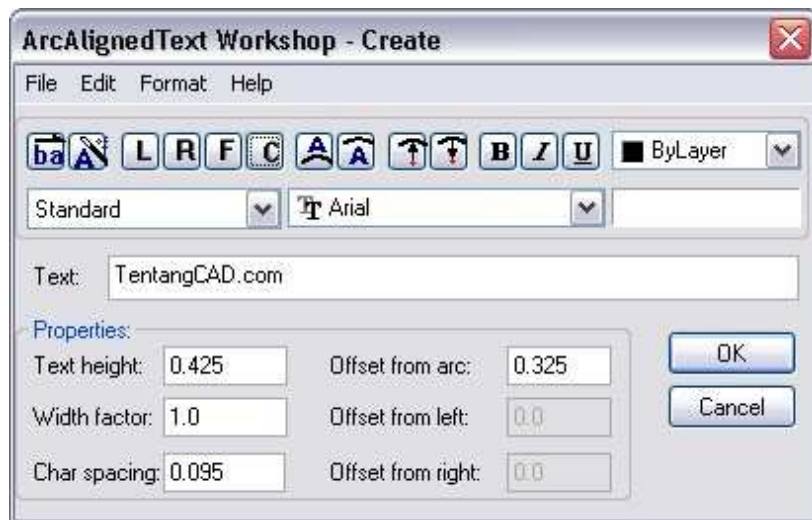 ArcAlignedText Workshop - Create
File Edit Format Help
ba A L R F C A A B I U ByLayer
Standard Arial
Text: TentangCAD.com
Properties:
Text height: 0.425 Offset from arc: 0.325 OK
Width factor: 1.0 Offset from left: 0.0 Cancel
Char spacing: 0.095 Offset from right: 0.0